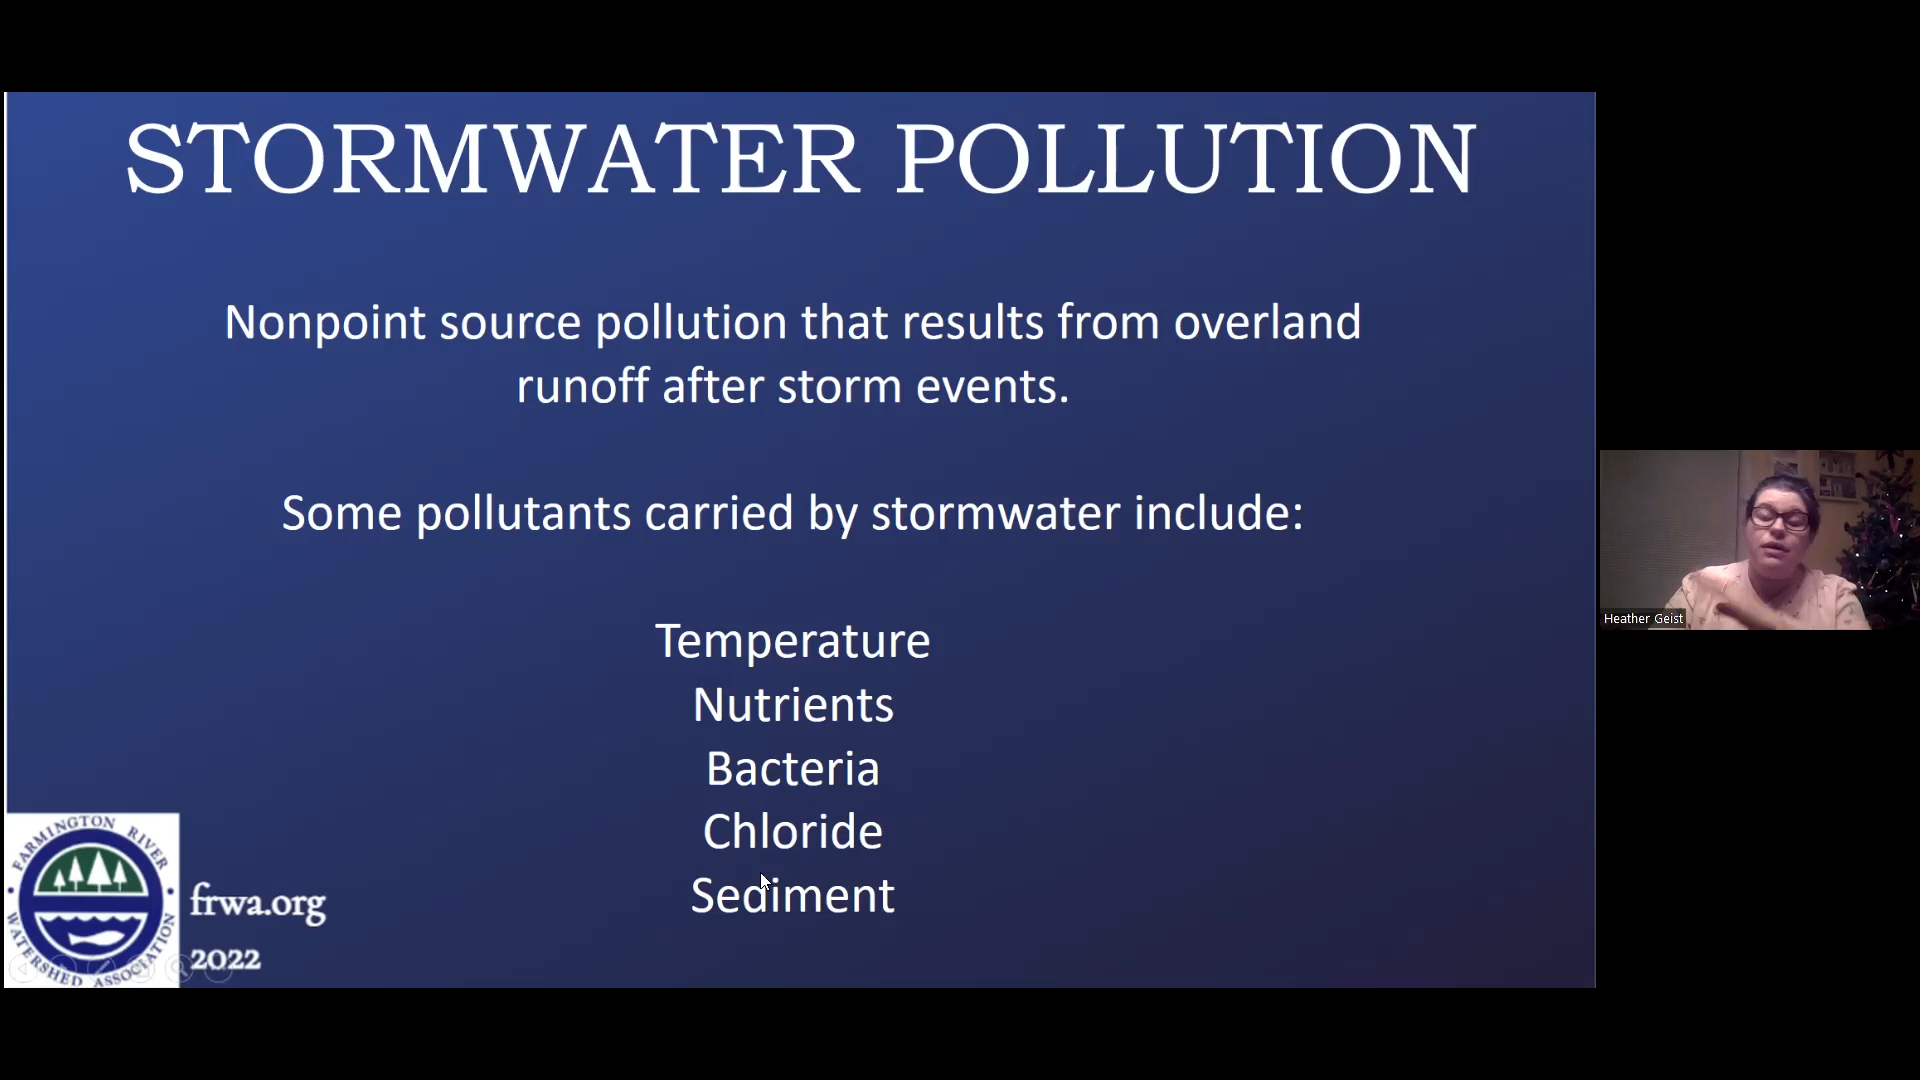 STORMWATER POLLUTION
Nonpoint source pollution that results from overland
runoff after storm events.
Some pollutants carried by stormwater include:
Temperature
Nutrients
Bacteria
Chloride
Sediment
FARMINGTON RIVER
WATERSHED ASSOCIATION
frwa.org
2022
Heather Geist